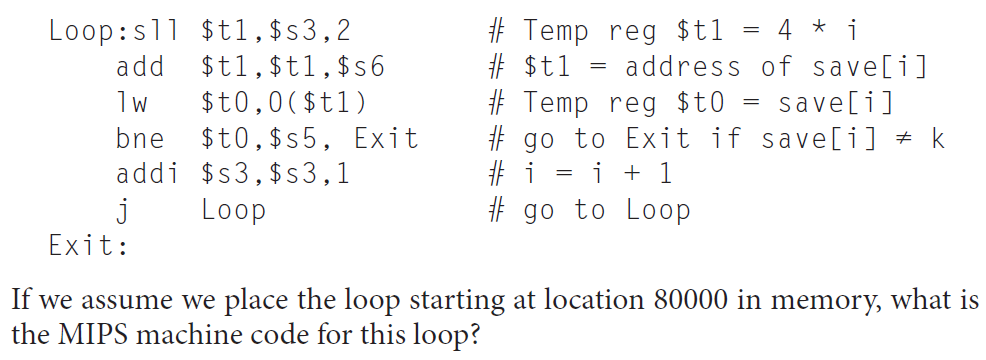 Loop:sll $t1,$s3,2 # Temp reg $t1 = 4 * i
add $t1,$t1,$s6 # $t1 = address of save[i]
lw $t0,0($t1) # Temp reg $t0 = save[i]
bne $t0,$s5, Exit # go to Exit if save[i] ≠ k
addi $s3,$s3,1 # i = i + 1
j Loop # go to Loop
Exit:
If we assume we place the loop starting at location 80000 in memory, what is
the MIPS machine code for this loop?